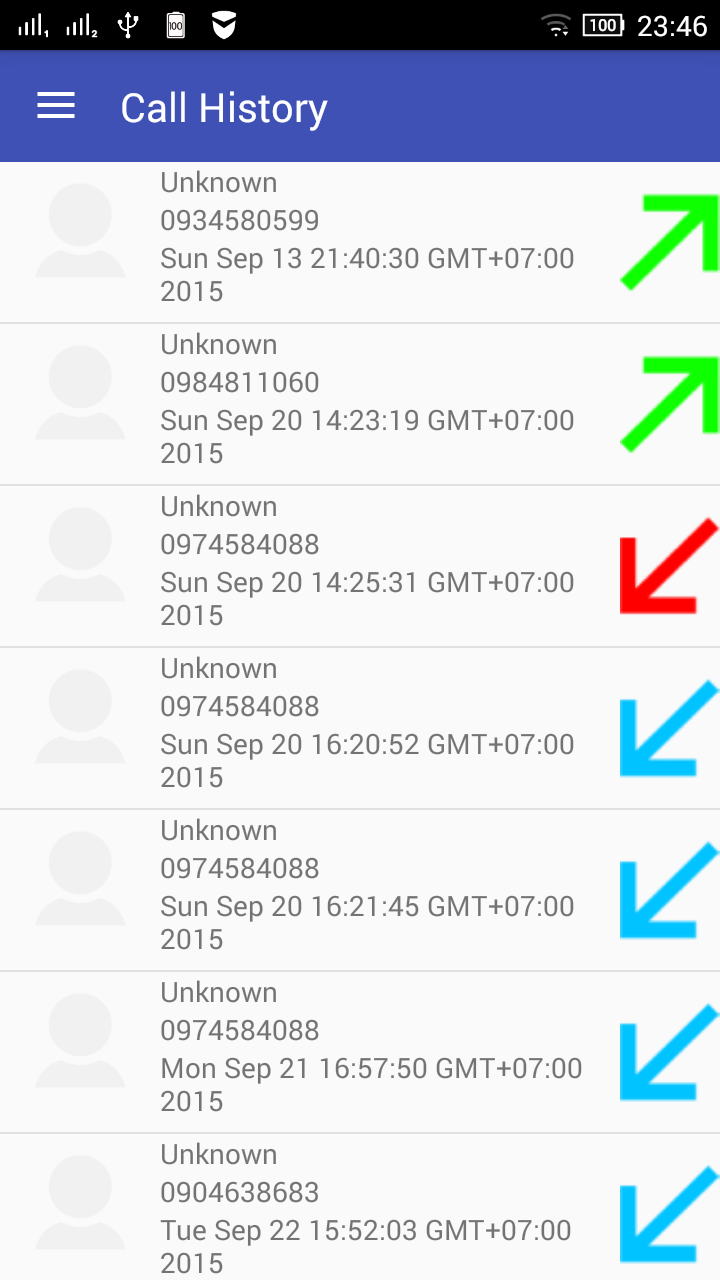 1 2 100 100 23:46
Call History
Unknown
0934580599
Sun Sep 13 21:40:30 GMT+07:00
2015
Unknown
0984811060
Sun Sep 20 14:23:19 GMT+07:00
2015
Unknown
0974584088
Sun Sep 20 14:25:31 GMT+07:00
2015
Unknown
0974584088
Sun Sep 20 16:20:52 GMT+07:00
2015
Unknown
0974584088
Sun Sep 20 16:21:45 GMT+07:00
2015
Unknown
0974584088
Mon Sep 21 16:57:50 GMT+07:00
2015
Unknown
0904638683
Tue Sep 22 15:52:03 GMT+07:00
2015